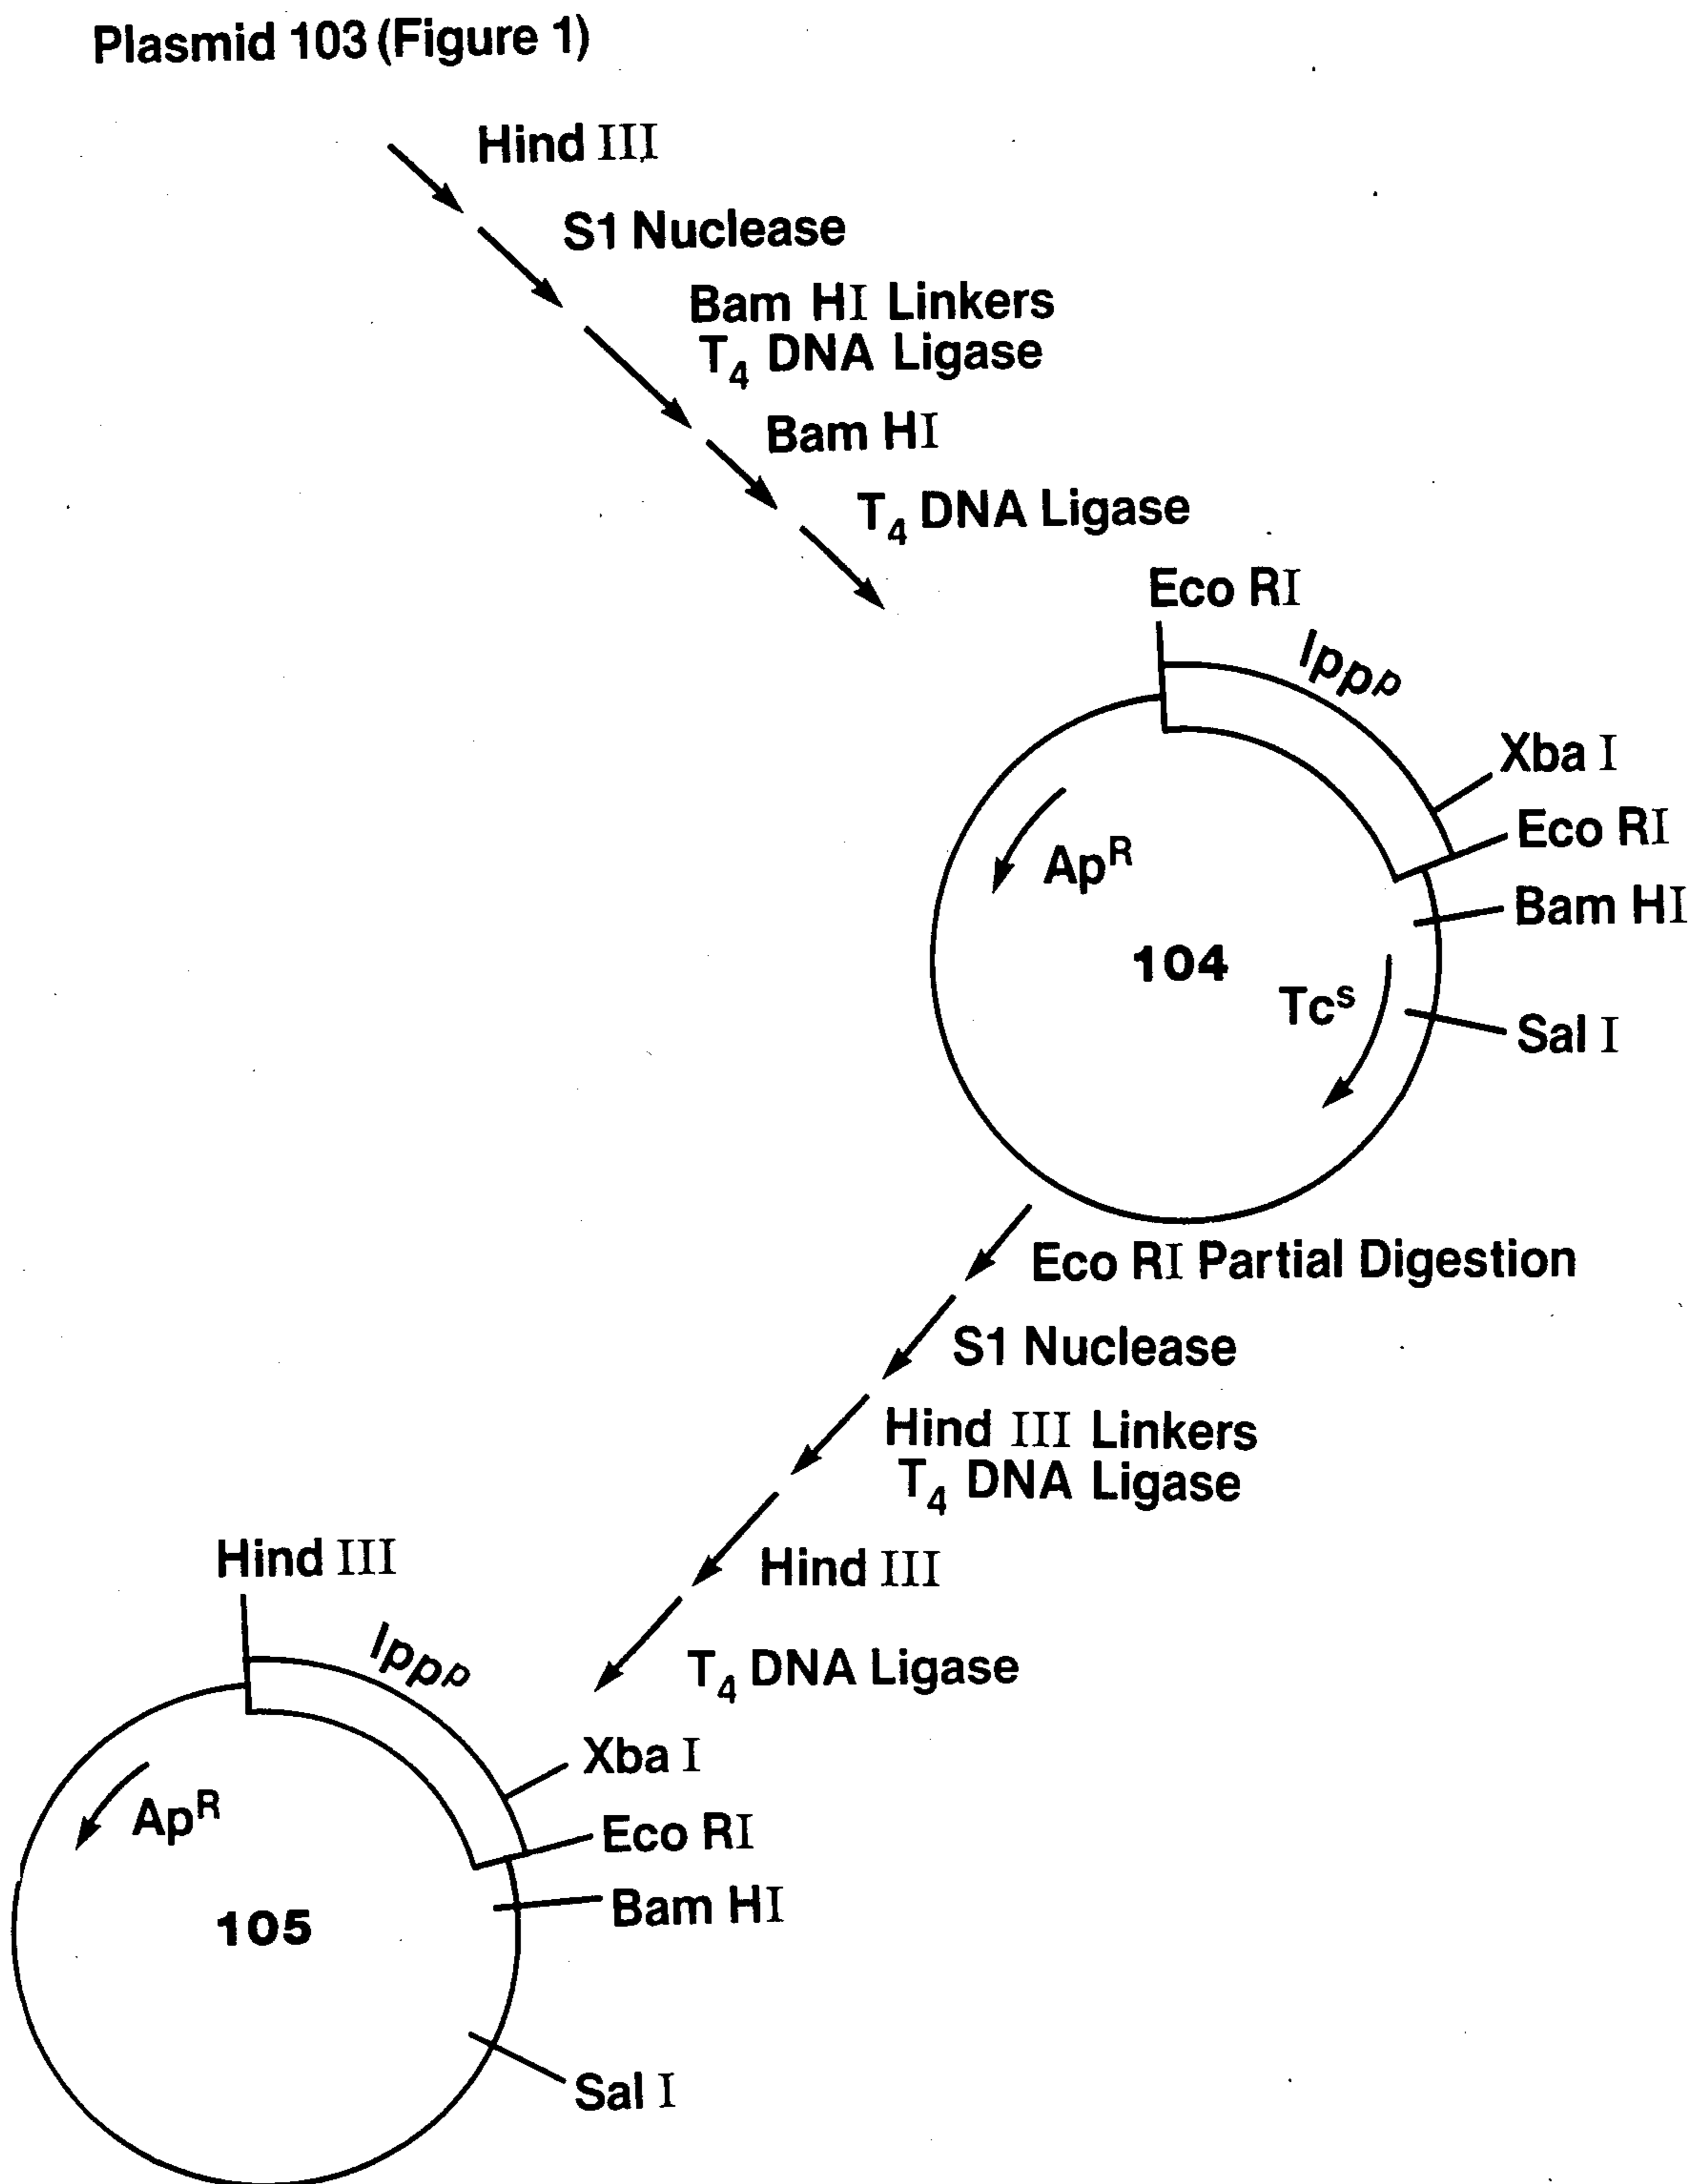 Plasmid 103 (Figure 1)
Hind III
S1 Nuclease
Bam HI Linkers
T4 DNA Ligase
Bam HI
T4 DNA Ligase
Eco RI
lppp
Xba I
Eco RI
Bam HI
ApR
104
TcS
Sal I
Eco RI Partial Digestion
S1 Nuclease
Hind III Linkers
T4 DNA Ligase
Hind III
T4 DNA Ligase
Hind III
lppp
Xba I
ApR
Eco RI
Bam HI
105
Sal I